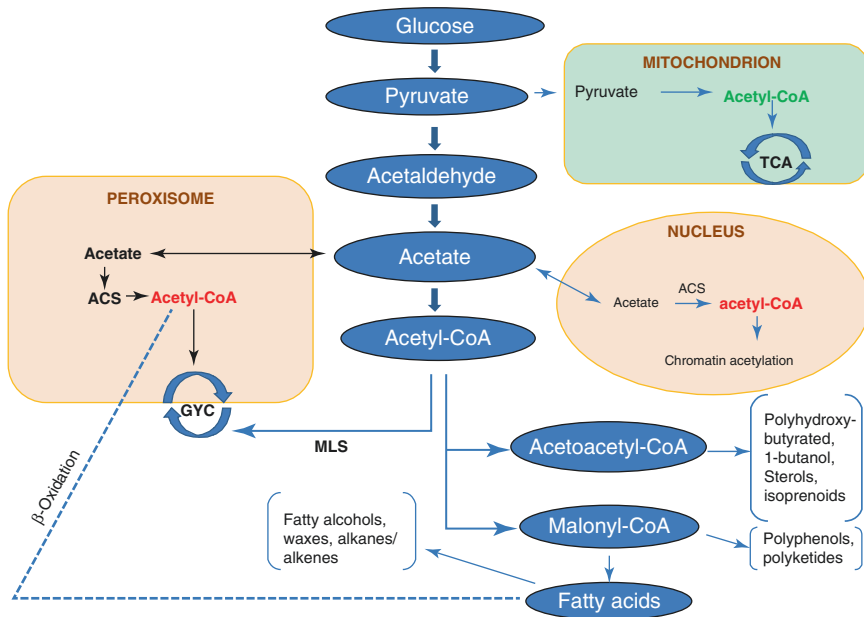 Glucose
Pyruvate
Acetaldehyde
Acetate
Acetyl-CoA
MITOCHONDRION
Pyruvate
Acetyl-CoA
TCA
PEROXISOME
Acetate
ACS
Acetyl-CoA
GYC
NUCLEUS
Acetate
ACS
acetyl-CoA
Chromatin acetylation
MLS
β-Oxidation
Acetoacetyl-CoA
Polyhydroxy-
butyrated,
1-butanol,
Sterols,
isoprenoids
Malonyl-CoA
Polyphenols,
polyketides
Fatty alcohols,
waxes, alkanes/
alkenes
Fatty acids